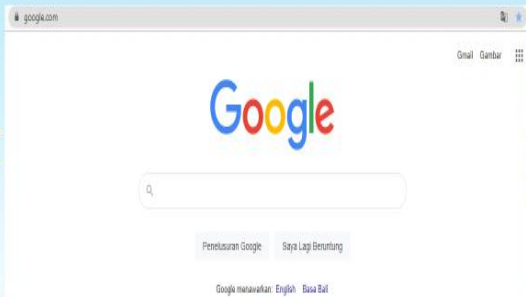 google.com
Gmail Gambar
Google
Penelusuran Google Saya Lagi Beruntung
Google menawarkan: English Basa Bali